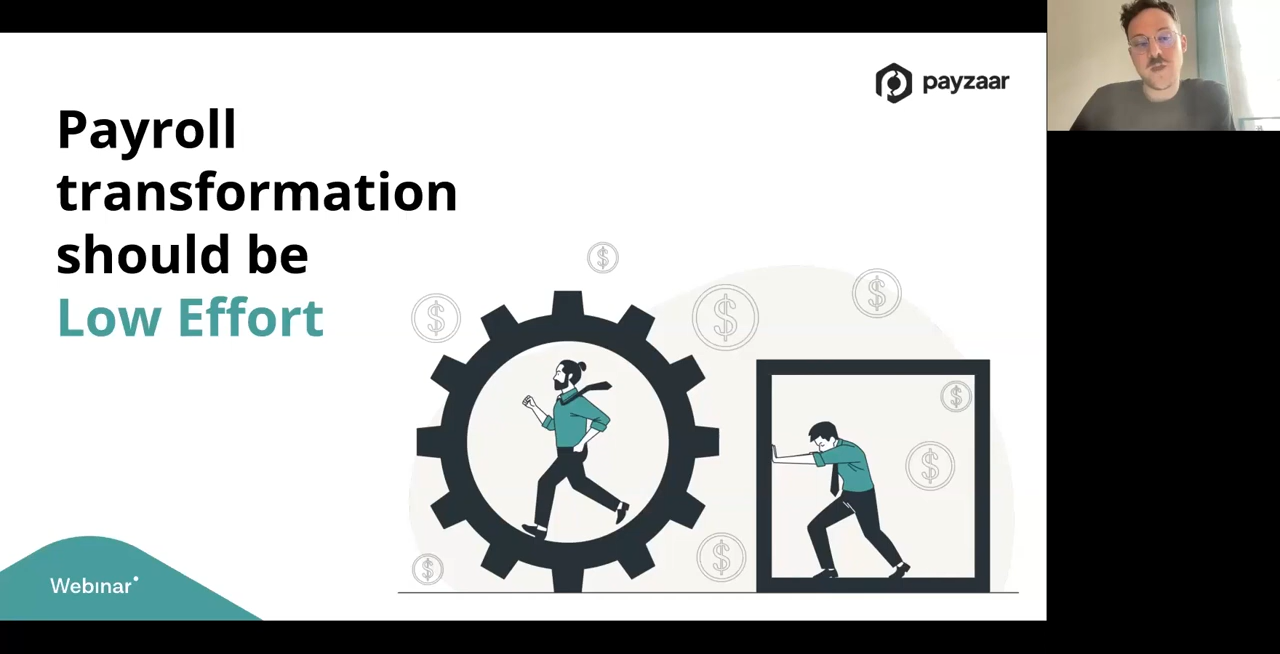 payzaar
Payroll
transformation
should be
Low Effort
$
$
$
$
$
$
$
$
Webinar